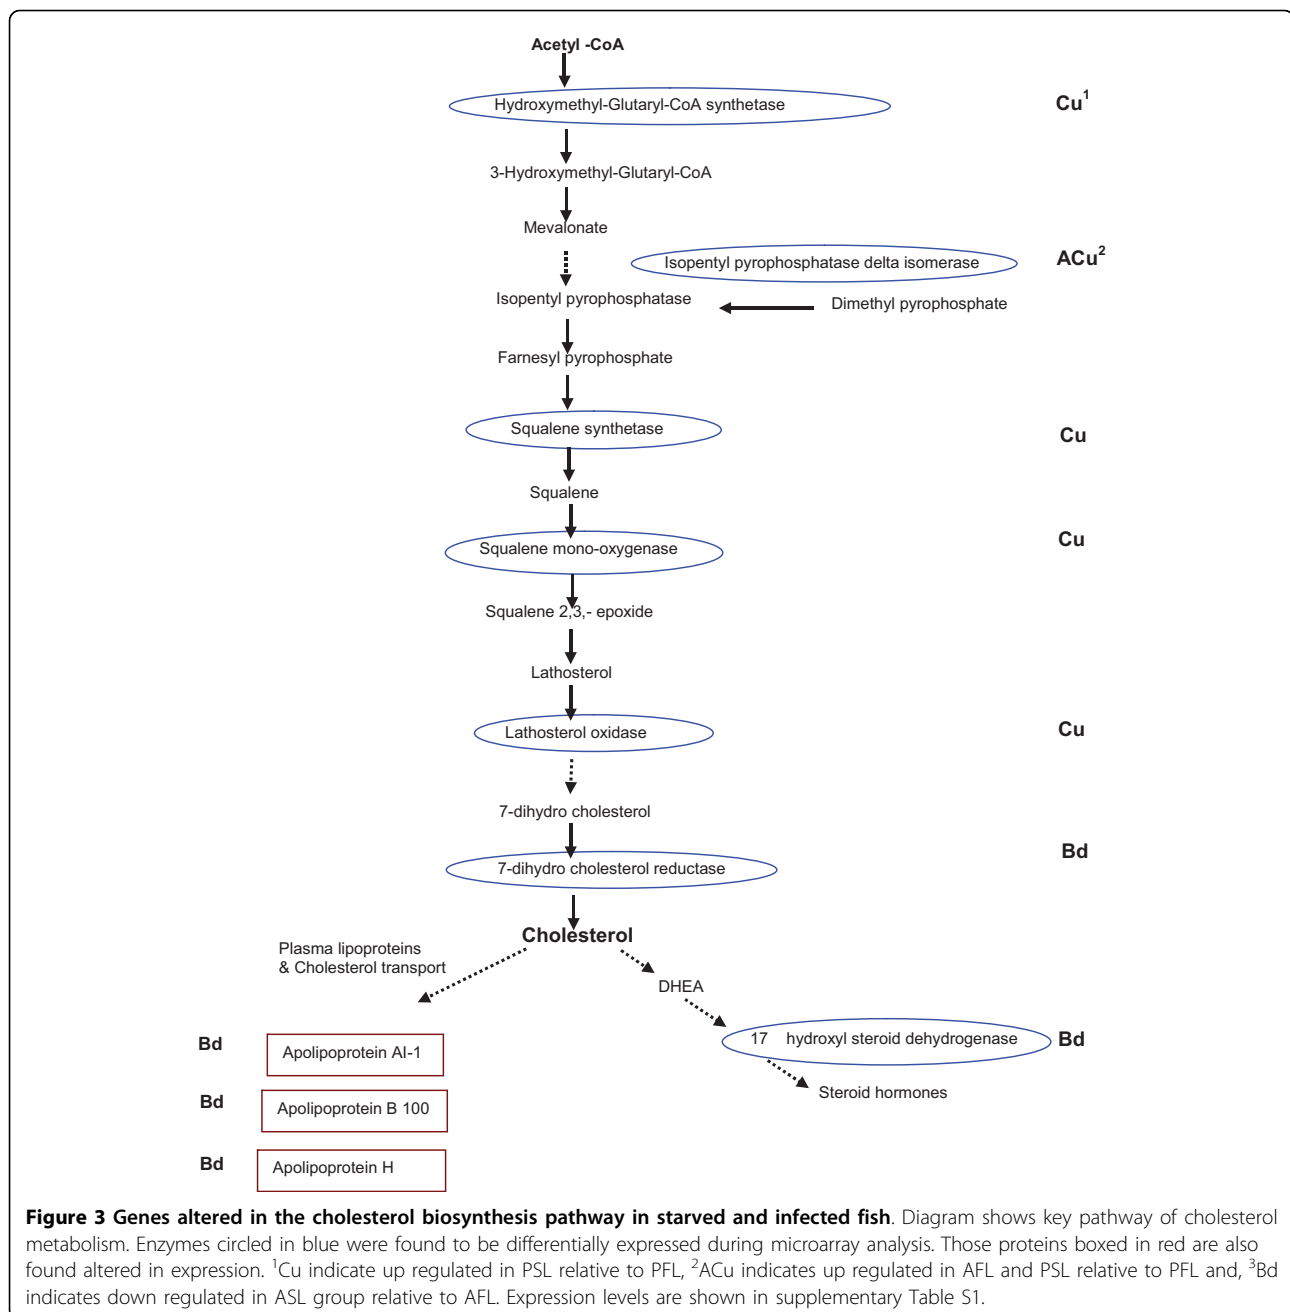 Acetyl -CoA
Hydroxymethyl-Glutaryl-CoA synthetase
Cu1
3-Hydroxymethyl-Glutaryl-CoA
Mevalonate
Isopentyl pyrophosphatase delta isomerase
ACu2
Isopentyl pyrophosphatase
Dimethyl pyrophosphate
Farnesyl pyrophosphate
Squalene synthetase
Cu
Squalene
Squalene mono-oxygenase
Cu
Squalene 2,3,- epoxide
Lathosterol
Lathosterol oxidase
Cu
7-dihydro cholesterol
7-dihydro cholesterol reductase
Bd
Cholesterol
Plasma lipoproteins
& Cholesterol transport
DHEA
17 hydroxyl steroid dehydrogenase
Bd
Steroid hormones
Bd
Apolipoprotein AI-1
Bd
Apolipoprotein B 100
Bd
Apolipoprotein H
Figure 3 Genes altered in the cholesterol biosynthesis pathway in starved and infected fish. Diagram shows key pathway of cholesterol
metabolism. Enzymes circled in blue were found to be differentially expressed during microarray analysis. Those proteins boxed in red are also
found altered in expression. 1Cu indicate up regulated in PSL relative to PFL, 2ACu indicates up regulated in AFL and PSL relative to PFL and, 3Bd
indicates down regulated in ASL group relative to AFL. Expression levels are shown in supplementary Table S1.